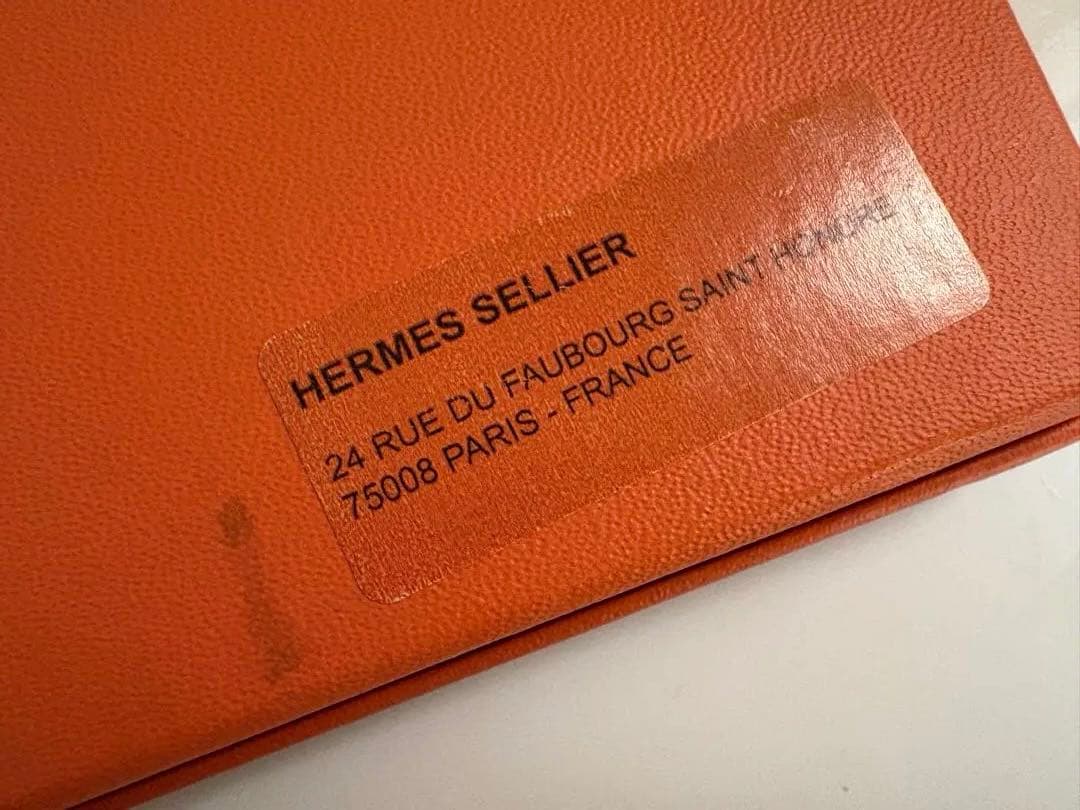 HERMES SELLIER
24 RUE DU FAUBOURG SAINT HONORE
75008 PARIS - FRANCE